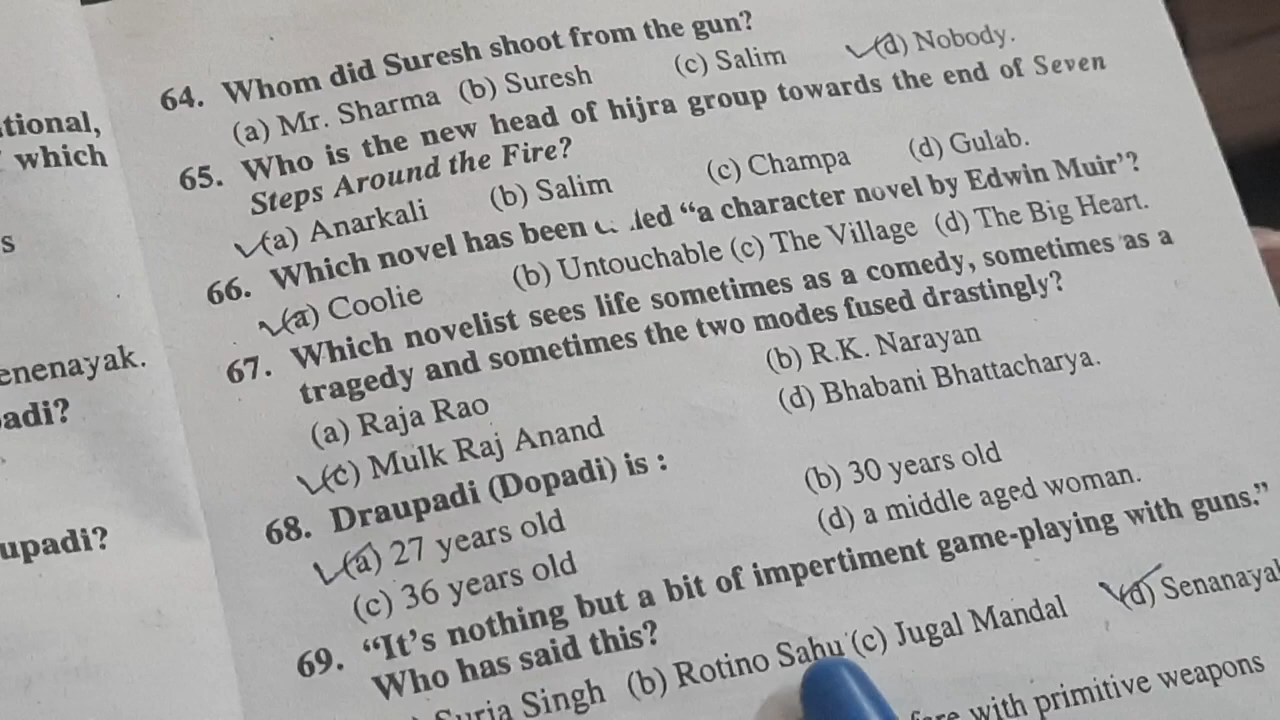 tional,
which
s
enenayak.
adi?
upadi?
64. Whom did Suresh shoot from the gun?
(a) Mr. Sharma (b) Suresh (c) Salim (d) Nobody.
65. Who is the new head of hijra group towards the end of Seven
Steps Around the Fire?
(a) Anarkali (b) Salim (c) Champa (d) Gulab.
66. Which novel has been "a character novel by Edwin Muir'?
(a) Coolie (b) Untouchable (c) The Village (d) The Big Heart.
67. Which novelist sees life sometimes as a comedy, sometimes as a
tragedy and sometimes the two modes fused drastingly?
(a) Raja Rao (b) R.K. Narayan
(c) Mulk Raj Anand (d) Bhabani Bhattacharya.
68. Draupadi (Dopadi) is :
(a) 27 years old (b) 30 years old
(c) 36 years old (d) a middle aged woman.
69. "It's nothing but a bit of impertiment game-playing with guns."
Who has said this?
Surja Singh (b) Rotino Sahu (c) Jugal Mandal (d) Senanayak
with primitive weapons